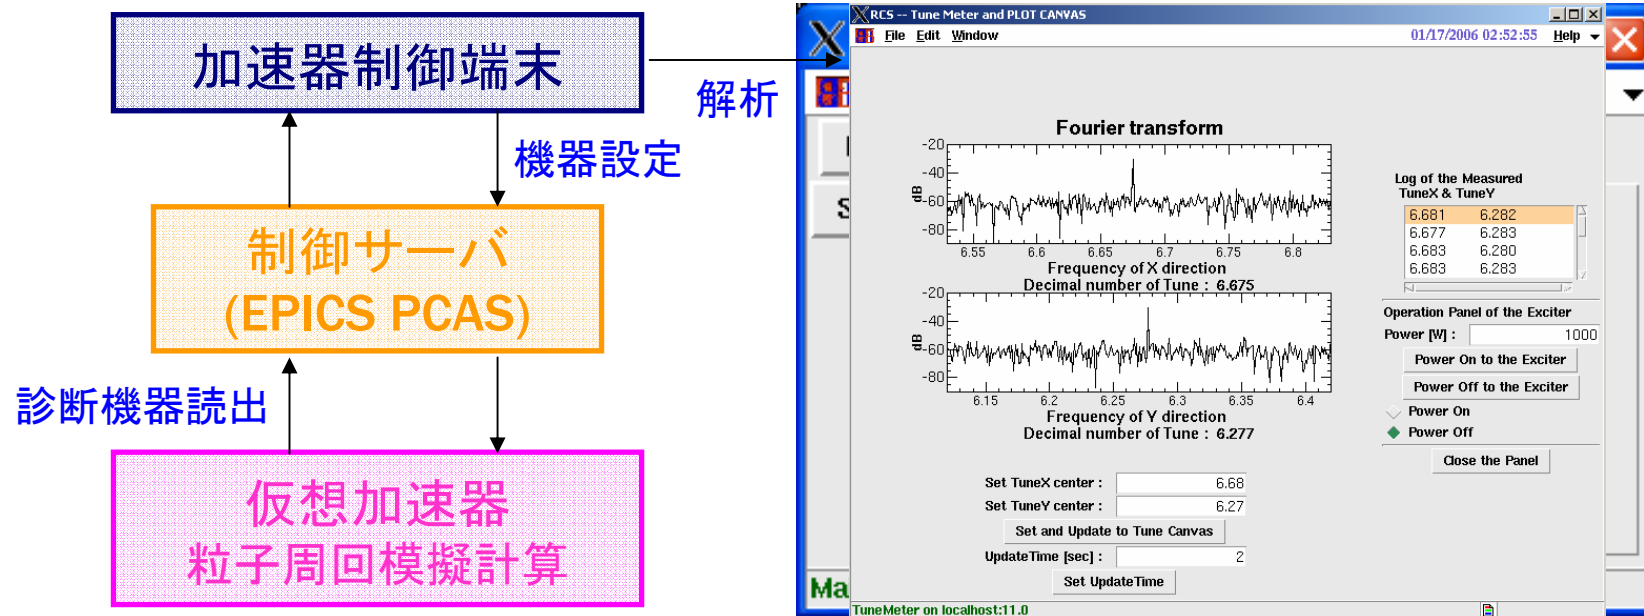 加速器制御端末
解析
機器設定
制御サーバ
(EPICS PCAS)
診断機器読出
仮想加速器
粒子周回模擬計算
RCS -- Tune Meter and PLOT CANVAS
File Edit Window
01/17/2006 02:52:55 Help
Fourier transform
-20
-40
-60
-80
dB
6.55 6.6 6.65 6.7 6.75 6.8
Frequency of X direction
Decimal number of Tune : 6.675
-20
-40
-60
-80
dB
6.15 6.2 6.25 6.3 6.35 6.4
Frequency of Y direction
Decimal number of Tune : 6.277
Set TuneX center : 6.68
Set TuneY center : 6.27
Set and Update to Tune Canvas
UpdateTime [sec] : 2
Set UpdateTime
Log of the Measured
TuneX & TuneY
6.681 6.282
6.677 6.283
6.683 6.280
6.683 6.283
Operation Panel of the Exciter
Power [W] : 1000
Power On to the Exciter
Power Off to the Exciter
Power On
Power Off
Close the Panel
Ma
TuneMeter on localhost:11.0